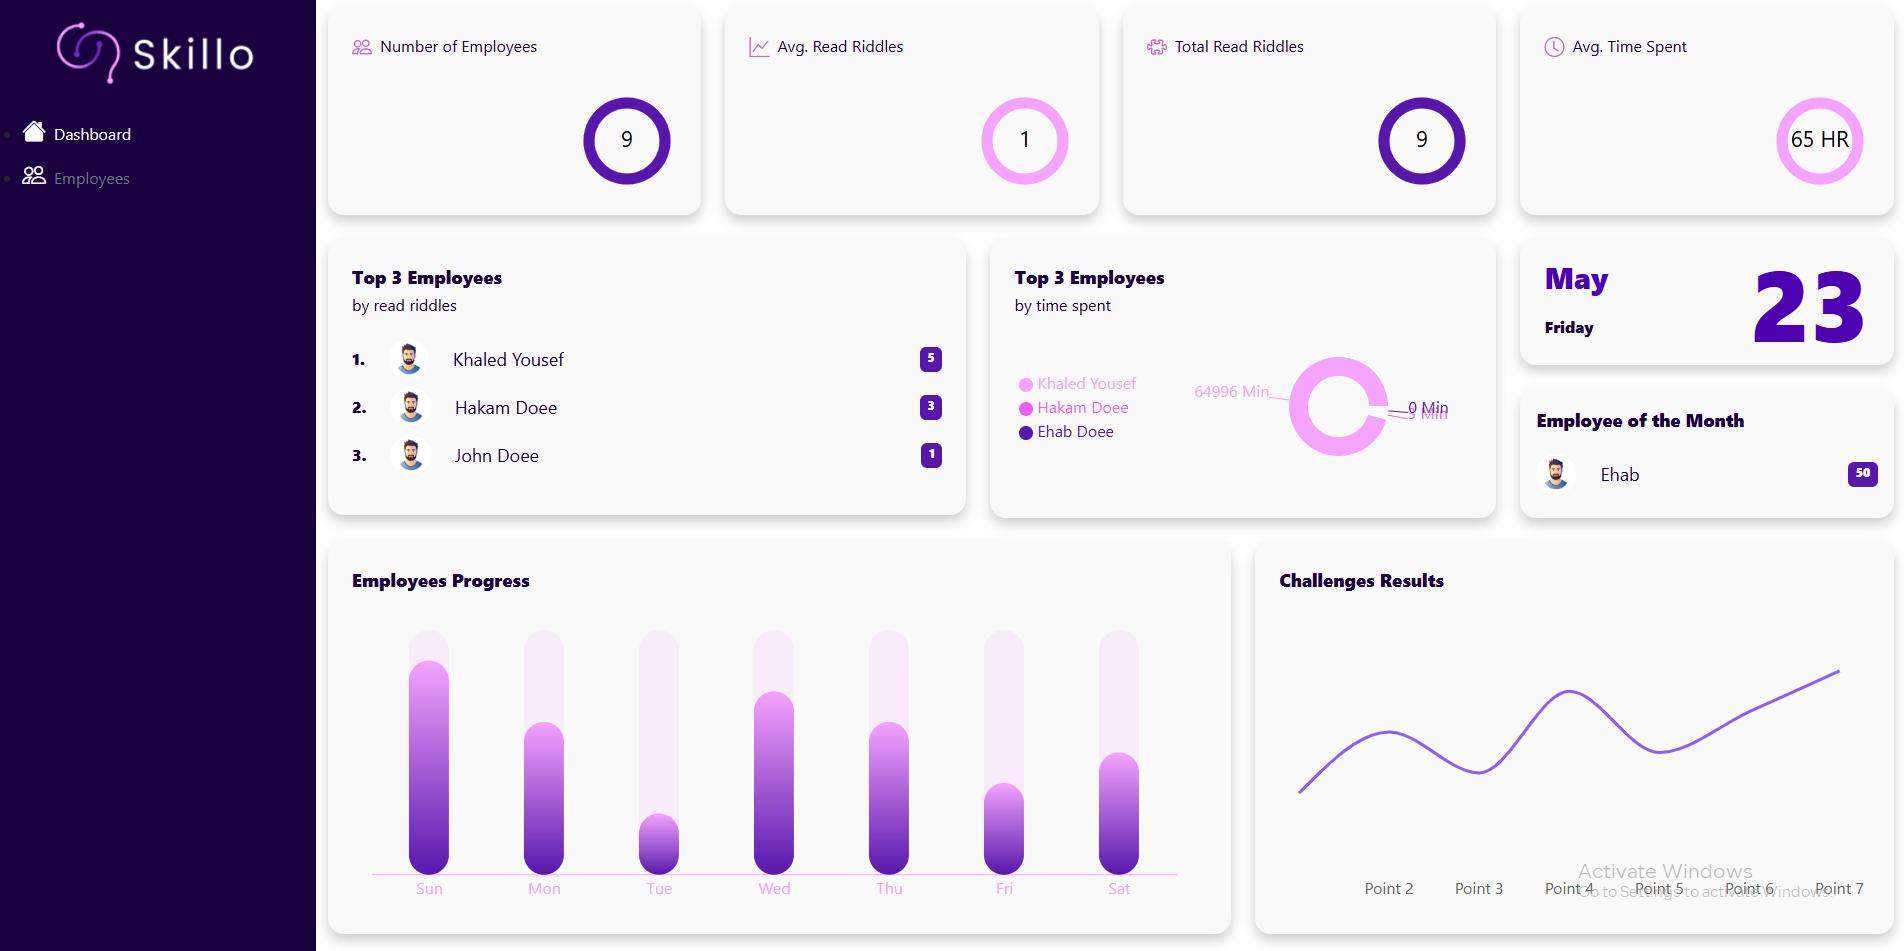 Skillo
Dashboard
Employees
Number of Employees
9
Avg. Read Riddles
1
Total Read Riddles
9
Avg. Time Spent
65 HR
Top 3 Employees
by read riddles
1. Khaled Yousef 5
2. Hakam Doee 3
3. John Doee 1
Top 3 Employees
by time spent
Khaled Yousef
Hakam Doee
Ehab Doee
64996 Min
0 Min
3 Min
May
Friday
23
Employee of the Month
Ehab 50
Employees Progress
Sun Mon Tue Wed Thu Fri Sat
Challenges Results
Point 2 Point 3 Point 4 Point 5 Point 6 Point 7
Activate Windows
Go to Settings to activate Windows.